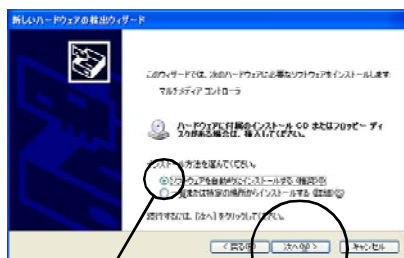 新しいハードウェアの検出ウィザード
このウィザードでは、次のハードウェアに必要なソフトウェアをインストールします:
マルチメディア コントローラ
ハードウェアに付属のインストール CD またはフロッピー ディ
スクがある場合は、挿入してください。
インストール方法を選んでください。
ソフトウェアを自動的にインストールする (推奨)(I)
一覧または特定の場所からインストールする (詳細)(S)
続行するには、[次へ] をクリックしてください。
< 戻る(B)
次へ(N) >
キャンセル